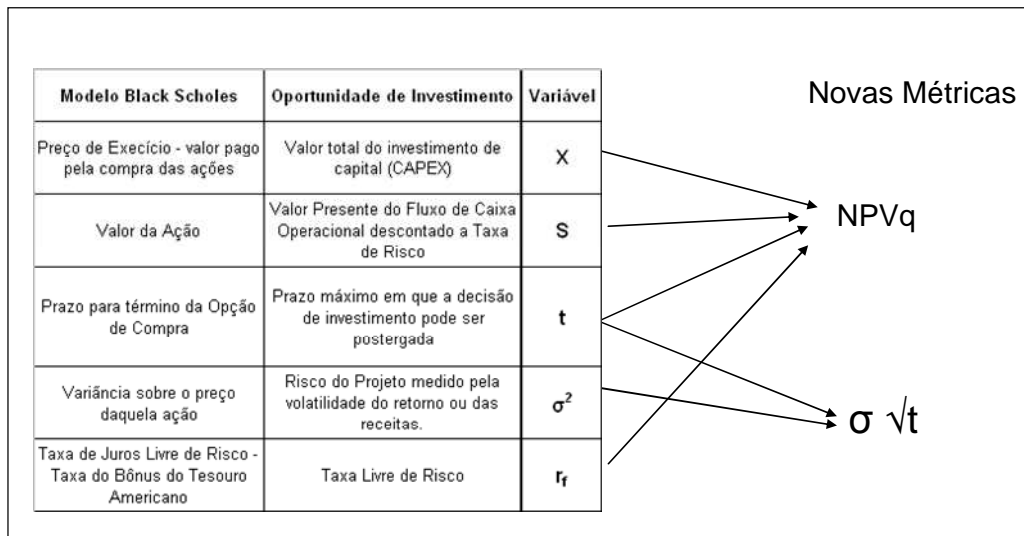 Novas Métricas
Modelo Black Scholes
Oportunidade de Investimento
Variável
Preço de Execício - valor pago
pela compra das ações
Valor total do investimento de
capital (CAPEX)
X
Valor da Ação
Valor Presente do Fluxo de Caixa
Operacional descontado a Taxa
de Risco
S
Prazo para término da Opção
de Compra
Prazo máximo em que a decisão
de investimento pode ser
postergada
t
Variãncia sobre o preço
daquela ação
Risco do Projeto medido pela
volatilidade do retorno ou das
receitas.
σ²
Taxa de Juros Livre de Risco -
Taxa do Bônus do Tesouro
Americano
Taxa Livre de Risco
r_f
NPVq
σ √t